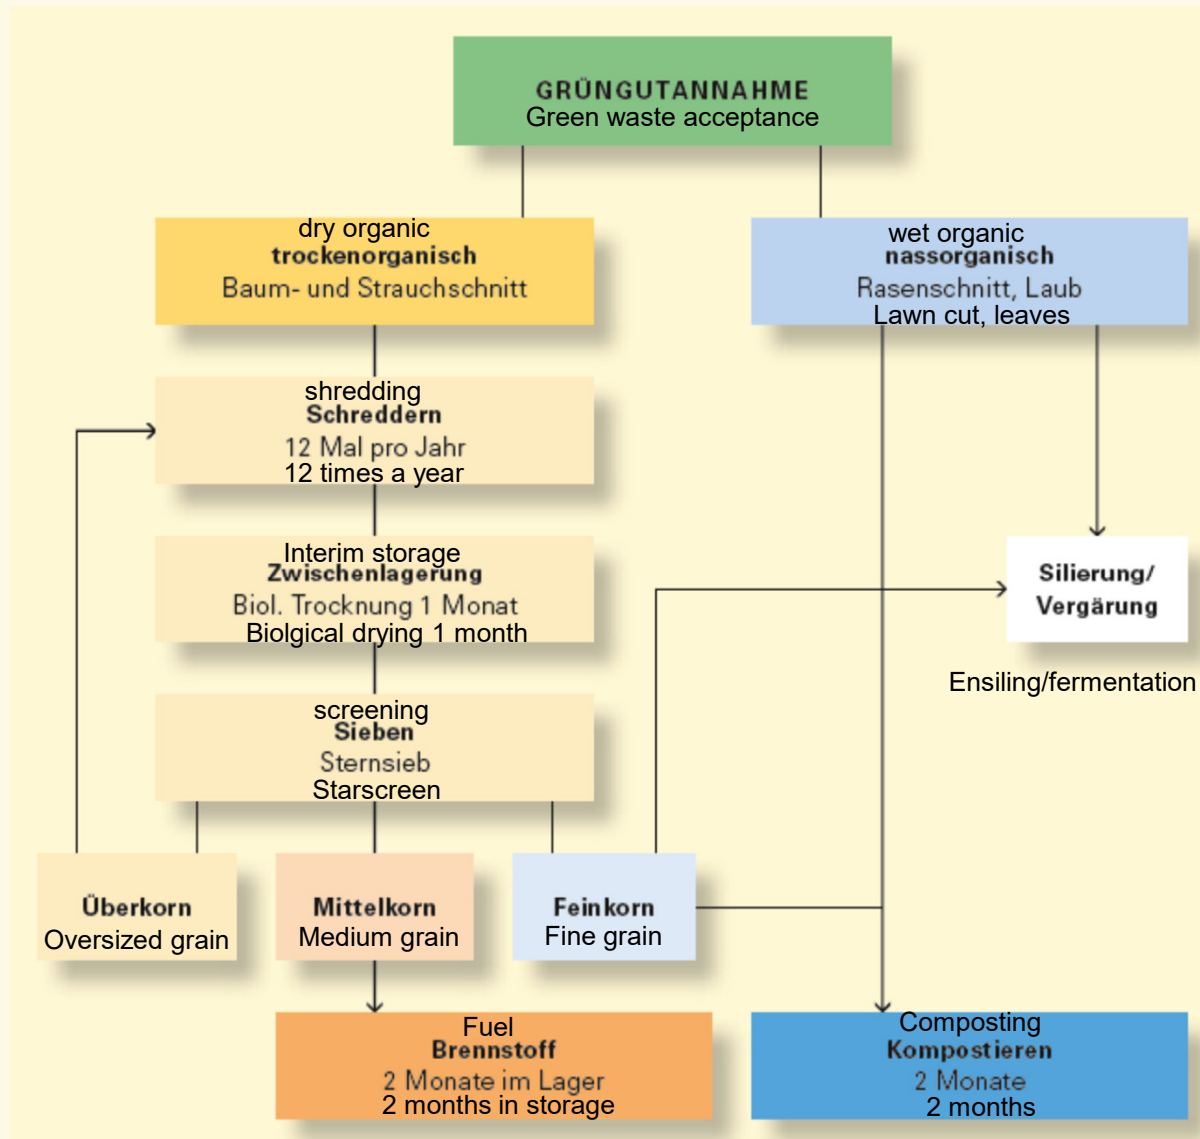 GRÜNGUTANNAHME
Green waste acceptance
dry organic
trockenorganisch
Baum- und Strauchschnitt
wet organic
nassorganisch
Rasenschnitt, Laub
Lawn cut, leaves
shredding
Schreddern
12 Mal pro Jahr
12 times a year
Interim storage
Zwischenlagerung
Biol. Trocknung 1 Monat
Biolgical drying 1 month
Silierung/
Vergärung
Ensiling/fermentation
screening
Sieben
Sternsieb
Starscreen
Überkorn
Oversized grain
Mittelkorn
Medium grain
Feinkorn
Fine grain
Fuel
Brennstoff
2 Monate im Lager
2 months in storage
Composting
Kompostieren
2 Monate
2 months